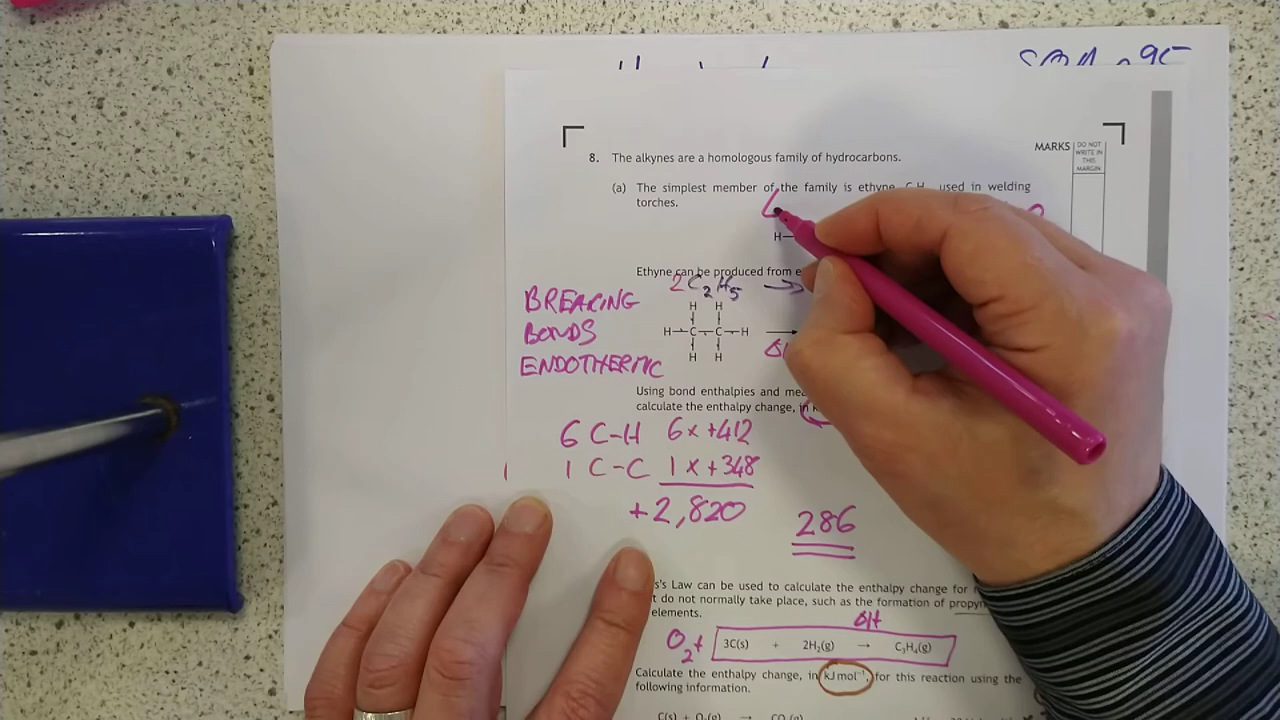 MARKS
DO NOT
WRITE IN
THIS
MARGIN
8. The alkynes are a homologous family of hydrocarbons.
(a) The simplest member of the family is ethyne, used in welding
torches.
H
Ethyne can be produced from
2C₂H₅ →
BREAKING
BONDS
ENDOTHERMIC
H H
H C C H
H H
Using bond enthalpies and
calculate the enthalpy change, in
6 C-H 6x +412
1 C-C 1 x +348
+2,820
286
Law can be used to calculate the enthalpy change for
do not normally take place, such as the formation of
elements.
ΔH
O₂+ 3C(s) + 2H₂(g) → C₃H₄(g)
Calculate the enthalpy change, in kJ mol⁻¹, for this reaction using the
following information.
C(s) + O₂(g) → CO₂(g)